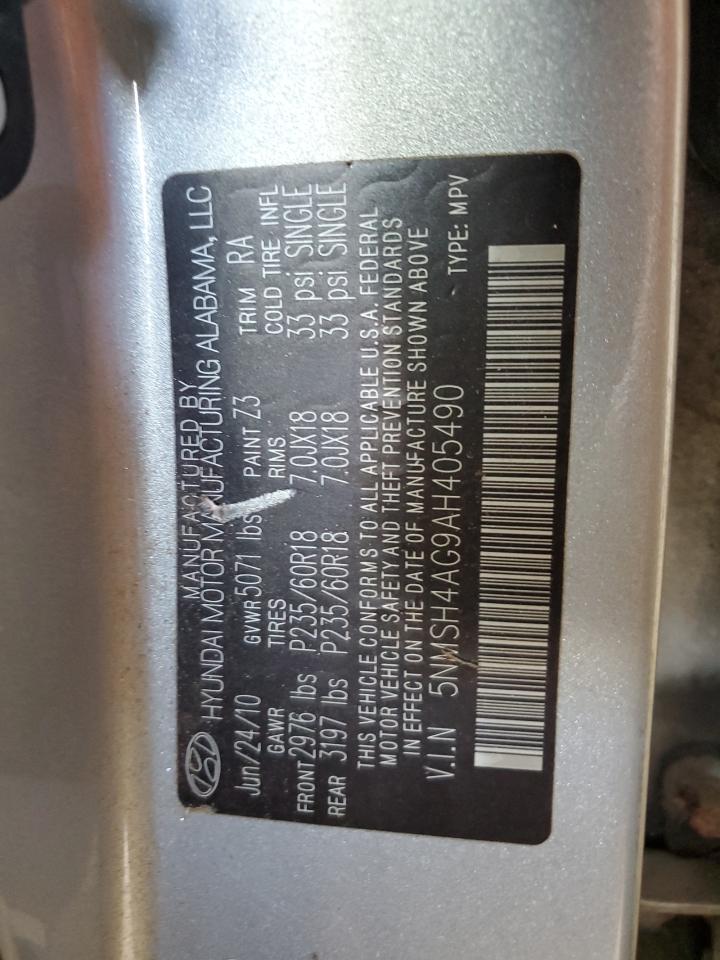 MANUFACTURED BY
HYUNDAI MOTOR MANUFACTURING ALABAMA, LLC
Jun/24/10 GVWR 5071 lbs PAINT Z3 TRIM RA
GAWR TIRES RIMS COLD TIRE INFL
FRONT 2976 lbs P235/60R18 7.0JX18 33 psi SINGLE
REAR 3197 lbs P235/60R18 7.0JX18 33 psi SINGLE
THIS VEHICLE CONFORMS TO ALL APPLICABLE U.S.A. FEDERAL
MOTOR VEHICLE SAFETY AND THEFT PREVENTION STANDARDS
IN EFFECT ON THE DATE OF MANUFACTURE SHOWN ABOVE
V.I.N 5NMSH4AG9AH405490 TYPE: MPV